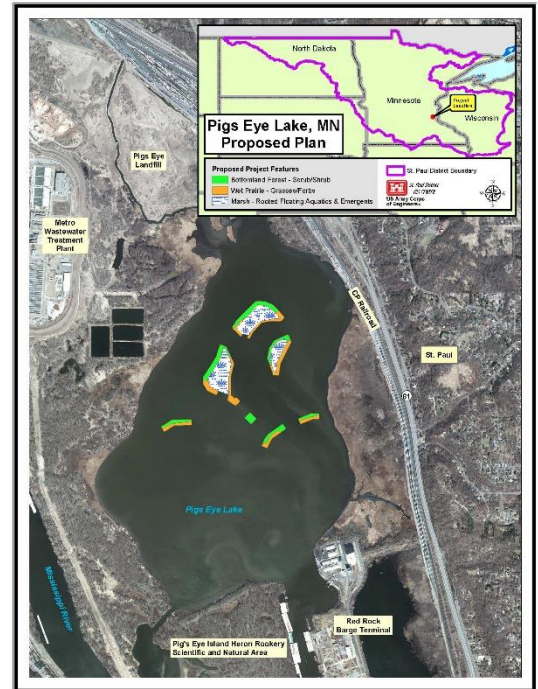 North Dakota
Minnesota
Wisconsin
Project
Location
Pigs Eye Lake, MN
Proposed Plan
Proposed Project Features
Bottomland Forest - Scrub/Shrub
Wet Prairie - Grasses/Forbs
Marsh - Rooted Floating Aquatics & Emergents
St. Paul District Boundary
US Army Corps
of Engineers
St. Paul District
Pigs Eye
Landfill
Metro
Wastewater
Treatment
Plant
CP Railroad
St. Paul
61
Pigs Eye Lake
Mississippi River
Red Rock
Barge Terminal
Pig's Eye Island Heron Rookery
Scientific and Natural Area